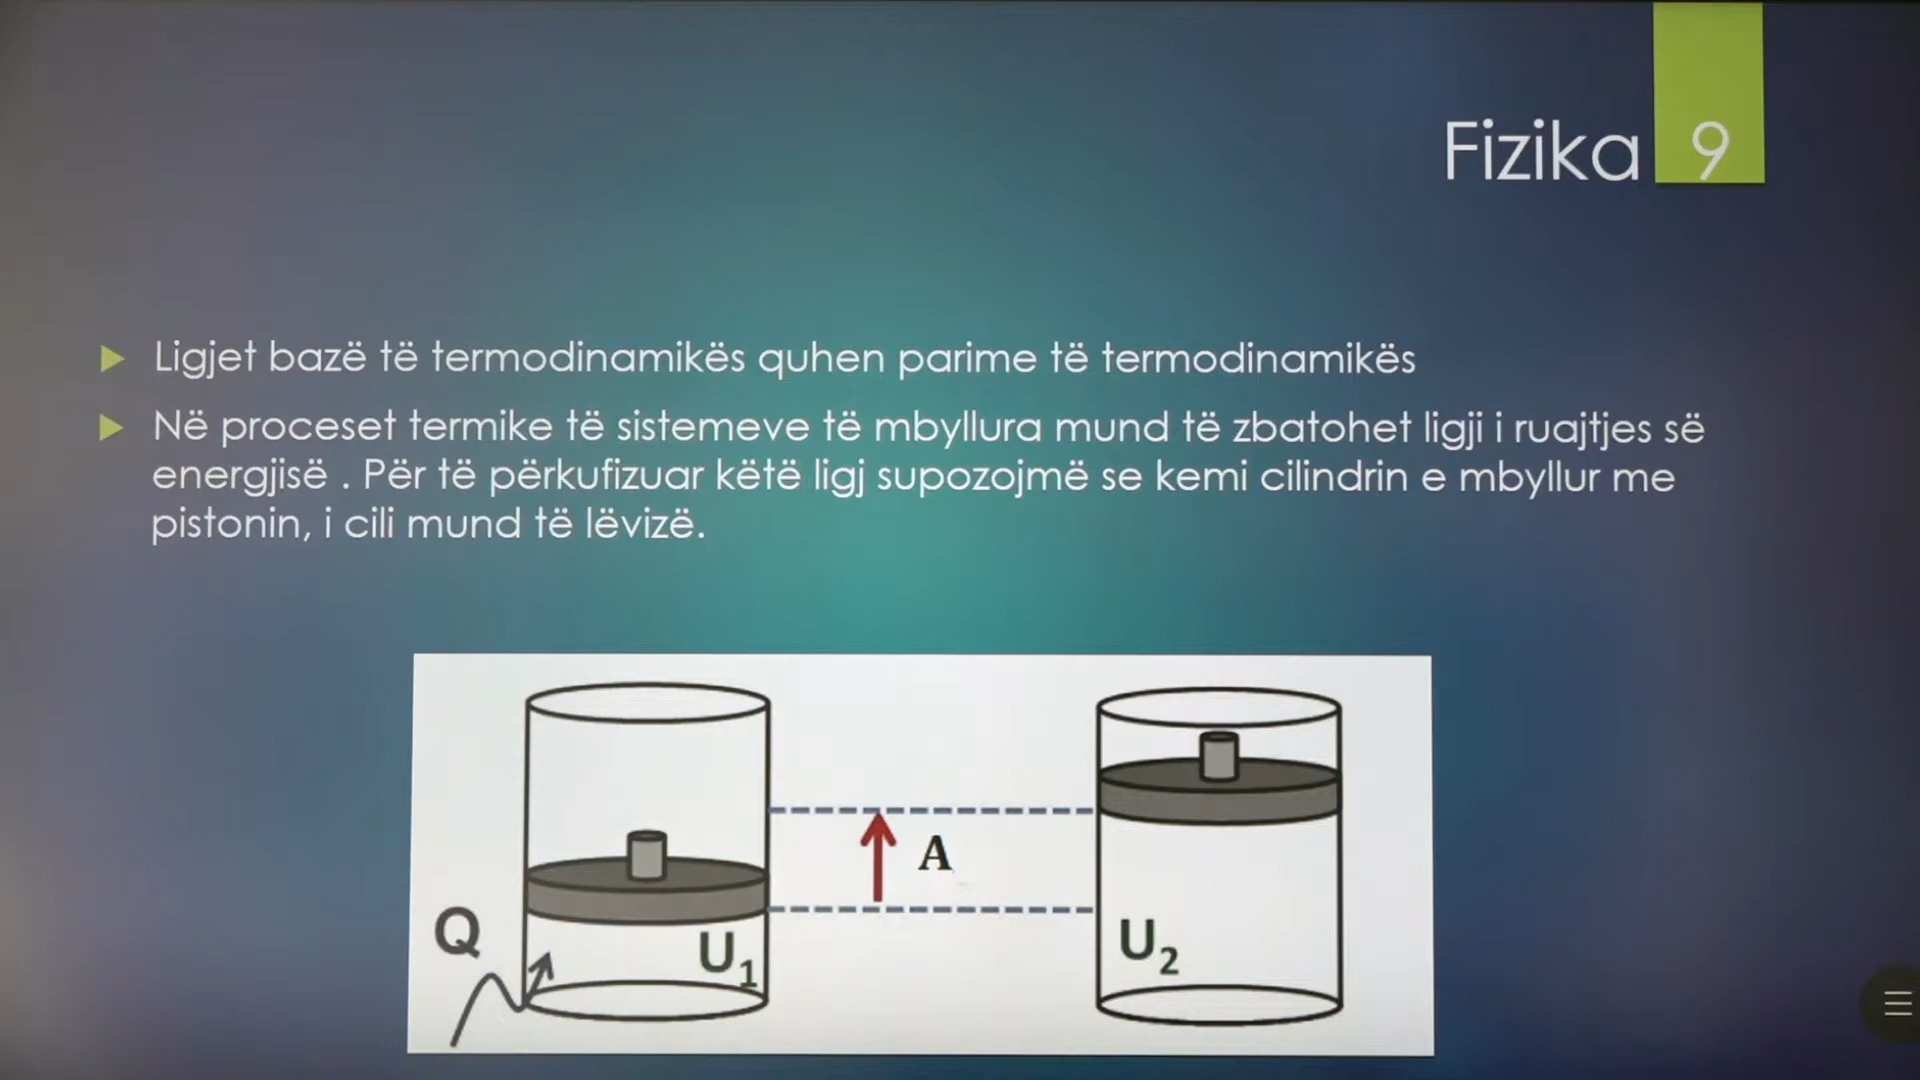 Fizika 9
Ligjet bazë të termodinamikës quhen parime të termodinamikës
Në proceset termike të sistemeve të mbyllura mund të zbatohet ligji i ruajtjes së
energjisë . Për të përkufizuar këtë ligj supozojmë se kemi cilindrin e mbyllur me
pistonin, i cili mund të lëvizë.
A
Q
U1
U2